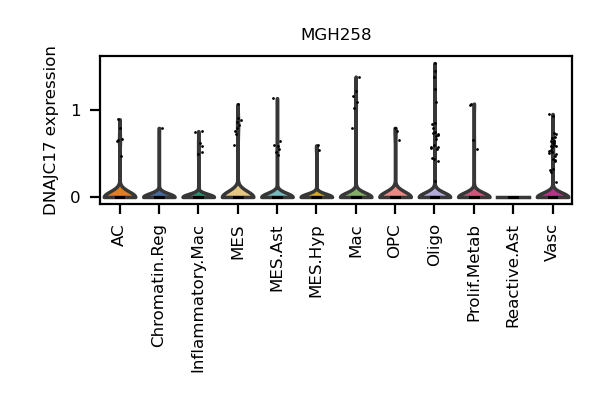 MGH258
DNAJC17 expression
1
0
AC
Chromatin.Reg
Inflammatory.Mac
MES
MES.Ast
MES.Hyp
Mac
OPC
Oligo
Prolif.Metab
Reactive.Ast
Vasc